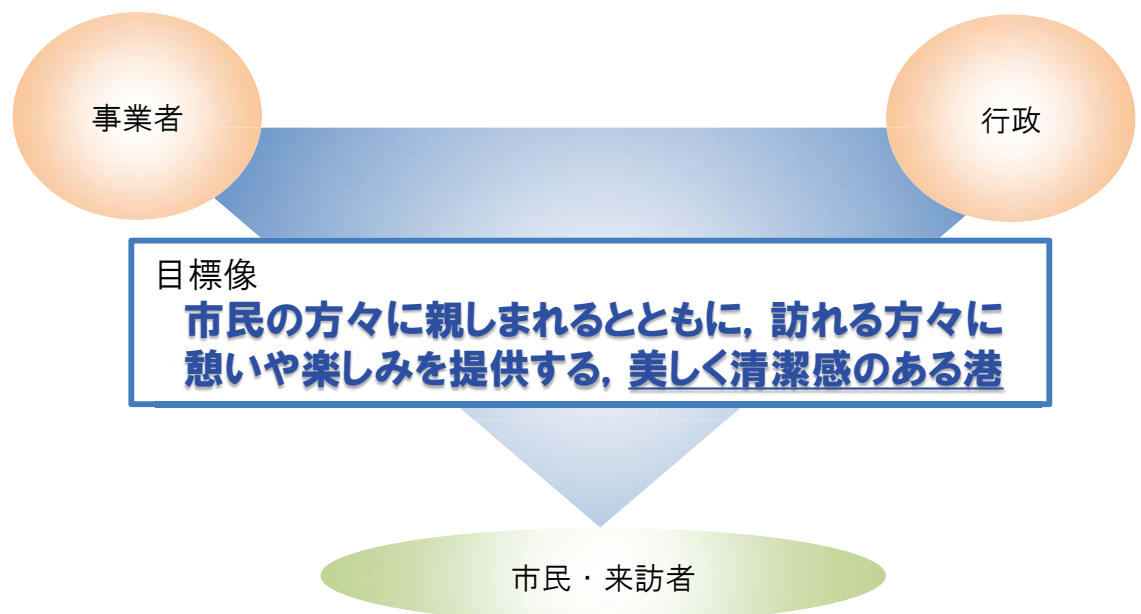 事業者
行政
目標像
市民の方々に親しまれるとともに，訪れる方々に
憩いや楽しみを提供する，美しく清潔感のある港
市民・来訪者